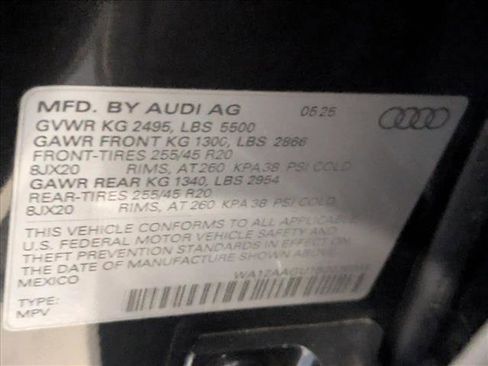 MFD. BY AUDI AG 05.25
GVWR KG 2495, LBS 5500
GAWR FRONT KG 1300, LBS 2866
FRONT-TIRES 255/45 R20
8JX20 RIMS, AT 260 KPA 38 PSI COLD
GAWR REAR KG 1340, LBS 2954
REAR-TIRES 255/45 R20
8JX20 RIMS, AT 260 KPA 38 PSI/COLD
THIS VEHICLE CONFORMS TO ALL APPLICABLE
U.S. FEDERAL MOTOR VEHICLE SAFETY AND
THEFT PREVENTION STANDARDS IN EFFECT ON
THE DATE OF MANUFACTURE SHOWN ABOVE
MEXICO
TYPE:
MPV